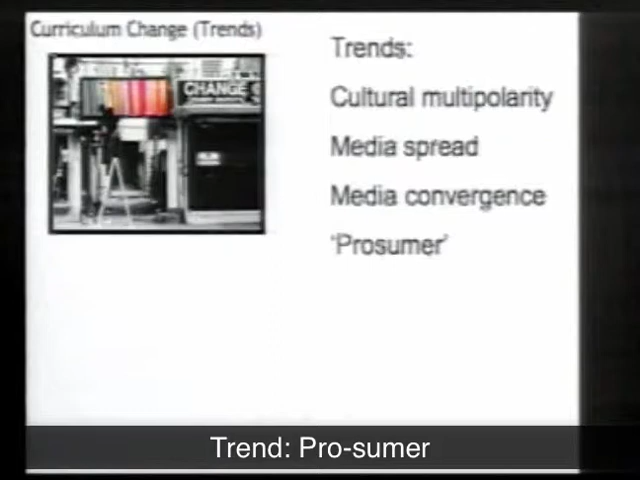 Curriculum Change (Trends)
CHANGE
Trends:
Cultural multipolarity
Media spread
Media convergence
'Prosumer'
Trend: Pro-sumer